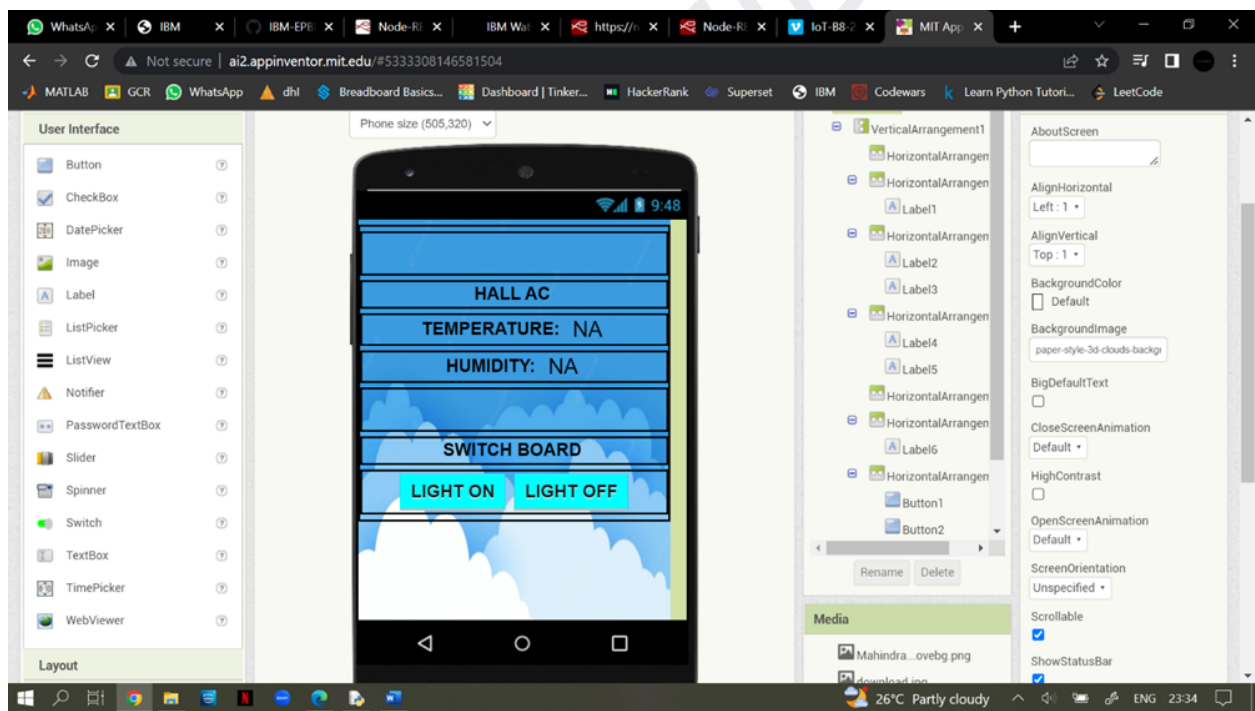 WhatsAp
IBM
IBM-EPB
Node-RE
IBM Wat
https://n
Node-RE
IoT-B8-2
MIT App
Not secure | ai2.appinventor.mit.edu/#5333308146581504
MATLAB
GCR
WhatsApp
dhl
Breadboard Basics...
Dashboard | Tinker...
HackerRank
Superset
IBM
Codewars
Learn Python Tutori...
LeetCode
User Interface
Button
CheckBox
DatePicker
Image
Label
ListPicker
ListView
Notifier
PasswordTextBox
Slider
Spinner
Switch
TextBox
TimePicker
WebViewer
Layout
Phone size (505,320)
9:48
HALL AC
TEMPERATURE: NA
HUMIDITY: NA
SWITCH BOARD
LIGHT ON
LIGHT OFF
VerticalArrangement1
HorizontalArrangen
HorizontalArrangen
Label1
HorizontalArrangen
Label2
Label3
HorizontalArrangen
Label4
Label5
HorizontalArrangen
HorizontalArrangen
Label6
HorizontalArrangen
Button1
Button2
Rename
Delete
Media
Mahindra...ovebg.png
download.jpg
AboutScreen
AlignHorizontal
Left : 1
AlignVertical
Top : 1
BackgroundColor
Default
BackgroundImage
paper-style-3d-clouds-backgr
BigDefaultText
CloseScreenAnimation
Default
HighContrast
OpenScreenAnimation
Default
ScreenOrientation
Unspecified
Scrollable
ShowStatusBar
26°C Partly cloudy
ENG
23:34